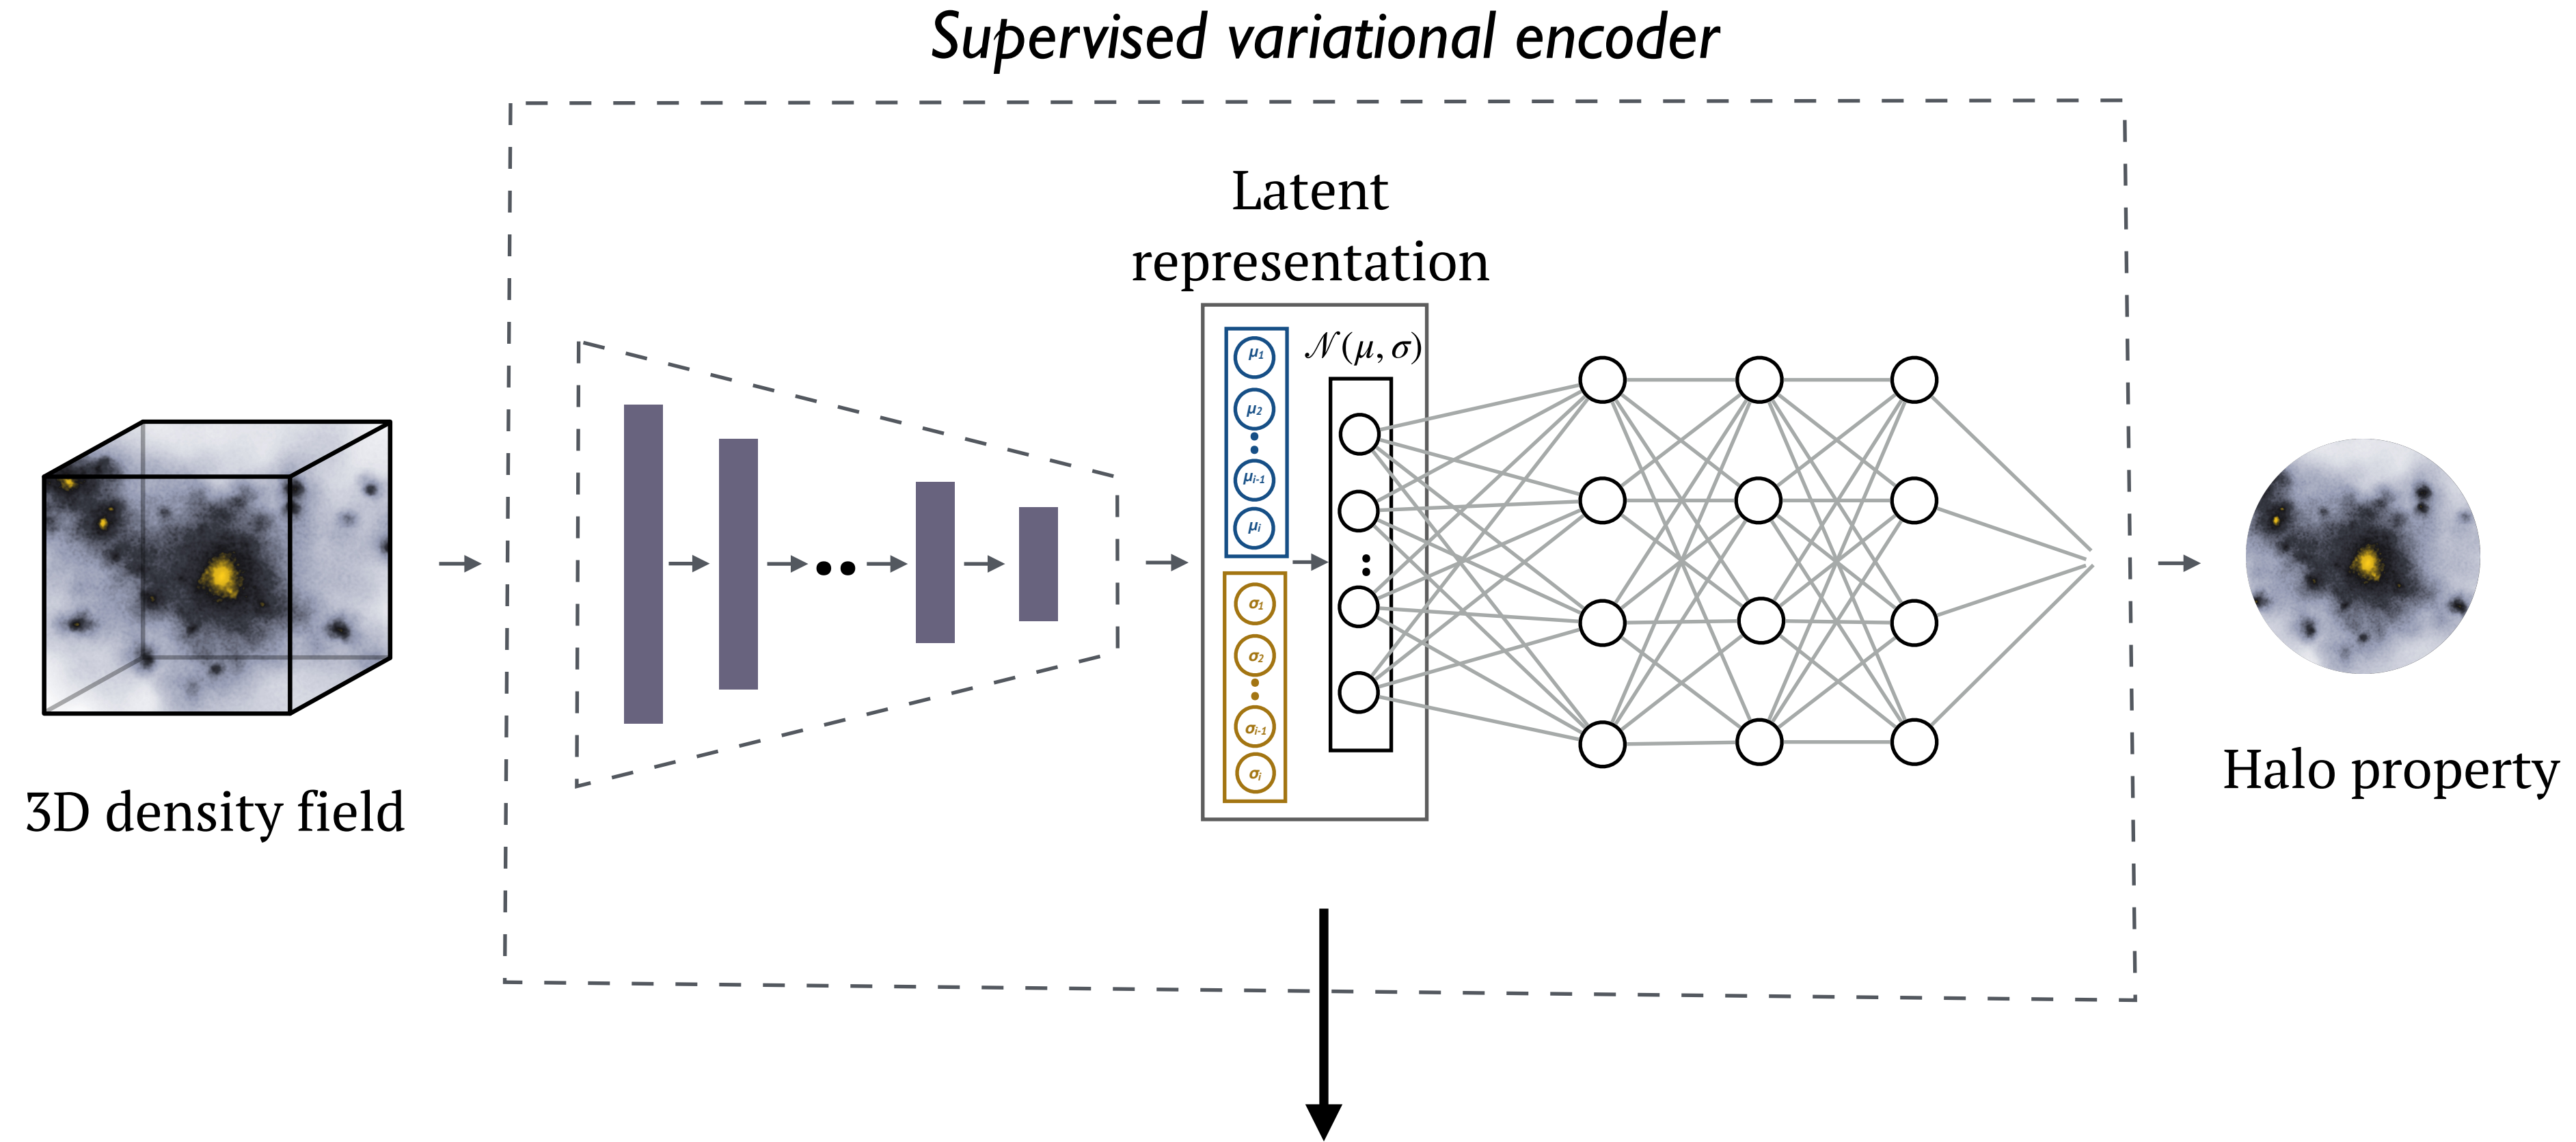 Supervised variational encoder
Latent
representation
𝒩(μ, σ)
μ₁
μ₂
μᵢ₋₁
μᵢ
σ₁
σ₂
σᵢ₋₁
σᵢ
3D density field
Halo property